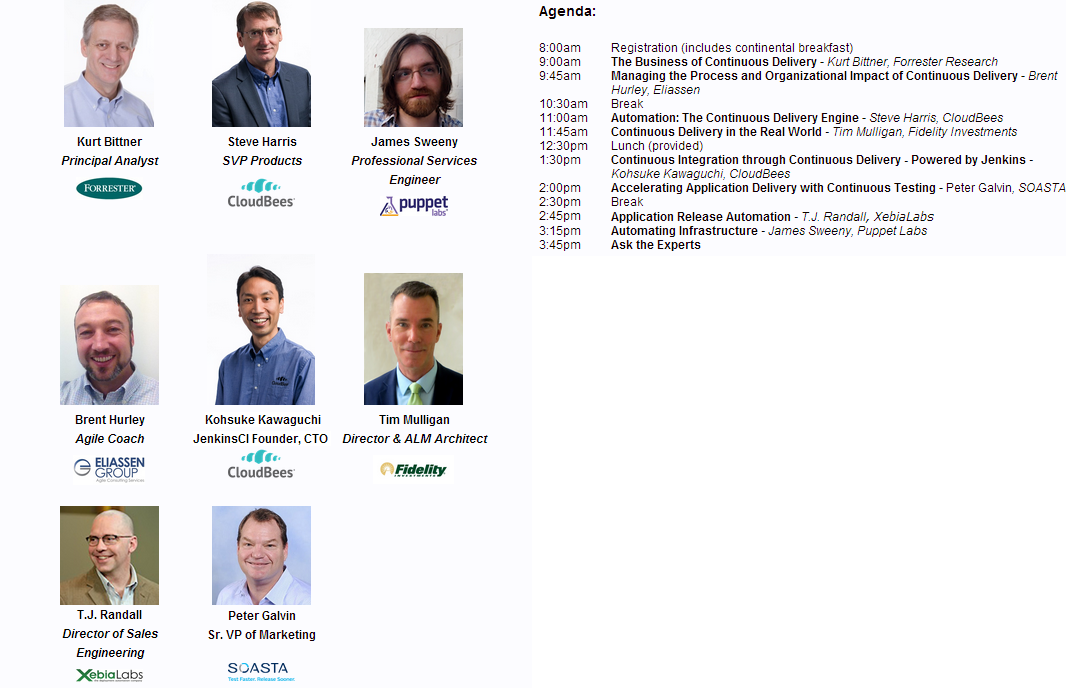 Kurt Bittner
Principal Analyst
FORRESTER®
Steve Harris
SVP Products
CloudBees
James Sweeny
Professional Services
Engineer
puppet
labs
Brent Hurley
Agile Coach
ELIASSEN
GROUP
Agile Consulting Services
Kohsuke Kawaguchi
JenkinsCI Founder, CTO
CloudBees
Tim Mulligan
Director & ALM Architect
Fidelity
INVESTMENTS
T.J. Randall
Director of Sales
Engineering
XebiaLabs
Peter Galvin
Sr. VP of Marketing
SOASTA
Test Faster. Release Sooner.
Agenda:
8:00am Registration (includes continental breakfast)
9:00am The Business of Continuous Delivery - Kurt Bittner, Forrester Research
9:45am Managing the Process and Organizational Impact of Continuous Delivery - Brent
Hurley, Eliassen
10:30am Break
11:00am Automation: The Continuous Delivery Engine - Steve Harris, CloudBees
11:45am Continuous Delivery in the Real World - Tim Mulligan, Fidelity Investments
12:30pm Lunch (provided)
1:30pm Continuous Integration through Continuous Delivery - Powered by Jenkins -
Kohsuke Kawaguchi, CloudBees
2:00pm Accelerating Application Delivery with Continuous Testing - Peter Galvin, SOASTA
2:30pm Break
2:45pm Application Release Automation - T.J. Randall, XebiaLabs
3:15pm Automating Infrastructure - James Sweeny, Puppet Labs
3:45pm Ask the Experts